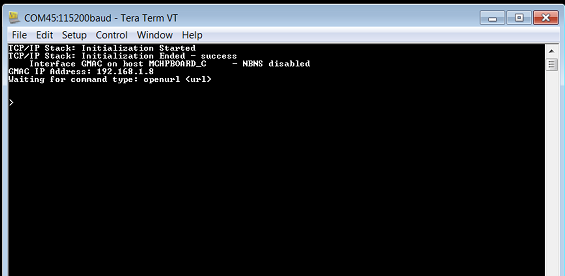 COM45:115200baud - Tera Term VT
File Edit Setup Control Window Help
TCP/IP Stack: Initialization Started
TCP/IP Stack: Initialization Ended - success
    Interface GMAC on host MCHPBOARD_C     - NBNS disabled
GMAC IP Address: 192.168.1.8
Waiting for command type: openurl <url>
>